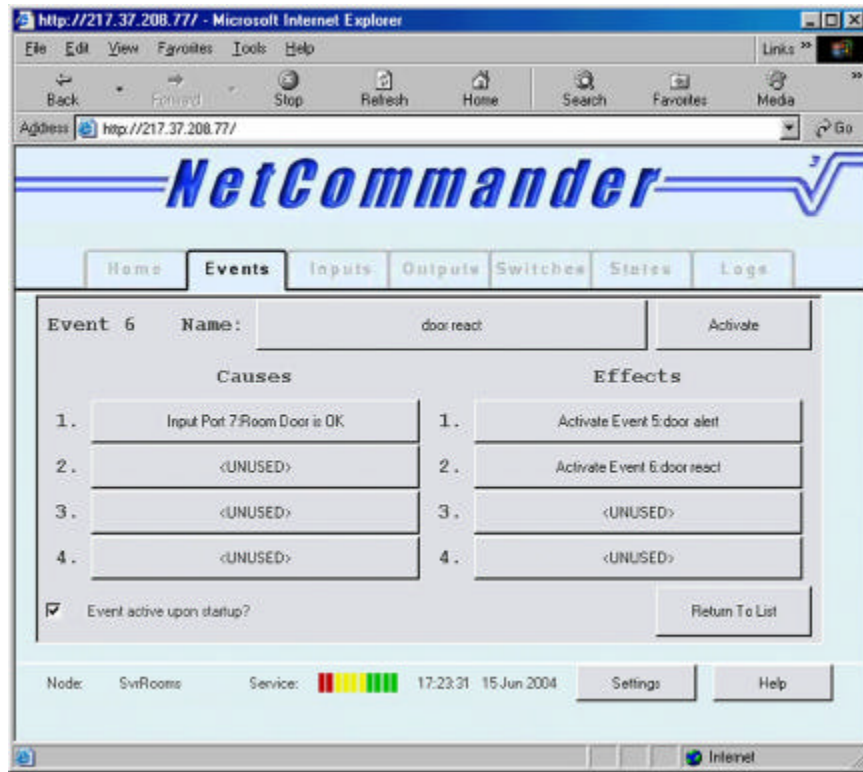 http://217.37.208.77/ - Microsoft Internet Explorer
File Edit View Favorites Tools Help Links »
Back Forward Stop Refresh Home Search Favorites Media »
Address http://217.37.208.77/ Go
NetCommander 3
Home Events Inputs Outputs Switches States Logs
Event 6 Name: door react Activate
Causes Effects
1. Input Port 7:Room Door is OK 1. Activate Event 5:door alert
2. <UNUSED> 2. Activate Event 6:door react
3. <UNUSED> 3. <UNUSED>
4. <UNUSED> 4. <UNUSED>
Event active upon startup? Return To List
Node: SvrRooms Service: 17:23:31 15 Jun 2004 Settings Help
Internet